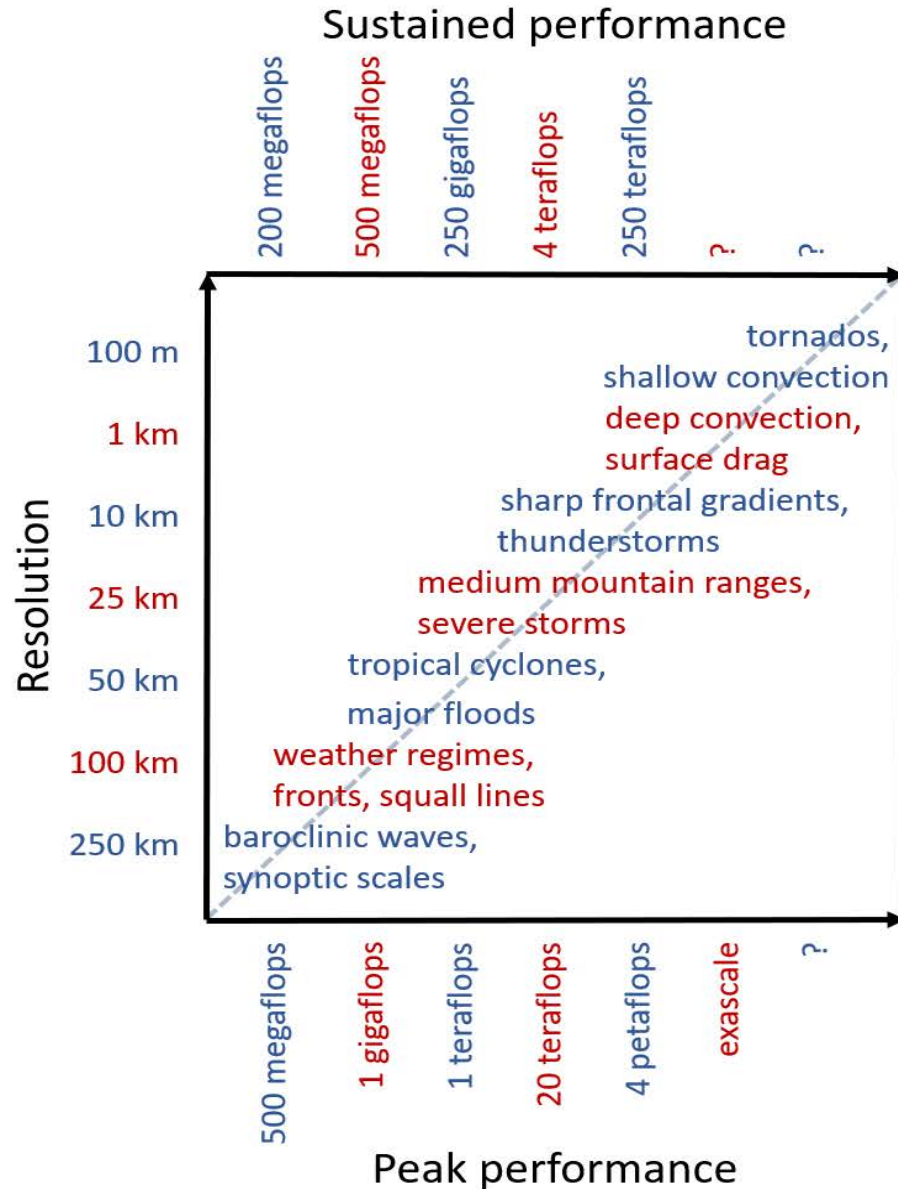 Sustained performance
200 megaflops
500 megaflops
250 gigaflops
4 teraflops
250 teraflops
?
?
Resolution
100 m
1 km
10 km
25 km
50 km
100 km
250 km
tornados,
shallow convection
deep convection,
surface drag
sharp frontal gradients,
thunderstorms
medium mountain ranges,
severe storms
tropical cyclones,
major floods
weather regimes,
fronts, squall lines
baroclinic waves,
synoptic scales
500 megaflops
1 gigaflops
1 teraflops
20 teraflops
4 petaflops
exascale
?
Peak performance